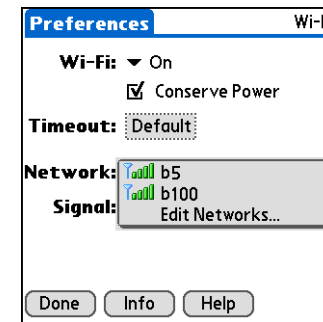 Preferences Wi-F
Wi-Fi: On
Conserve Power
Timeout: Default
Network: b5
b100
Signal: Edit Networks...
Done Info Help